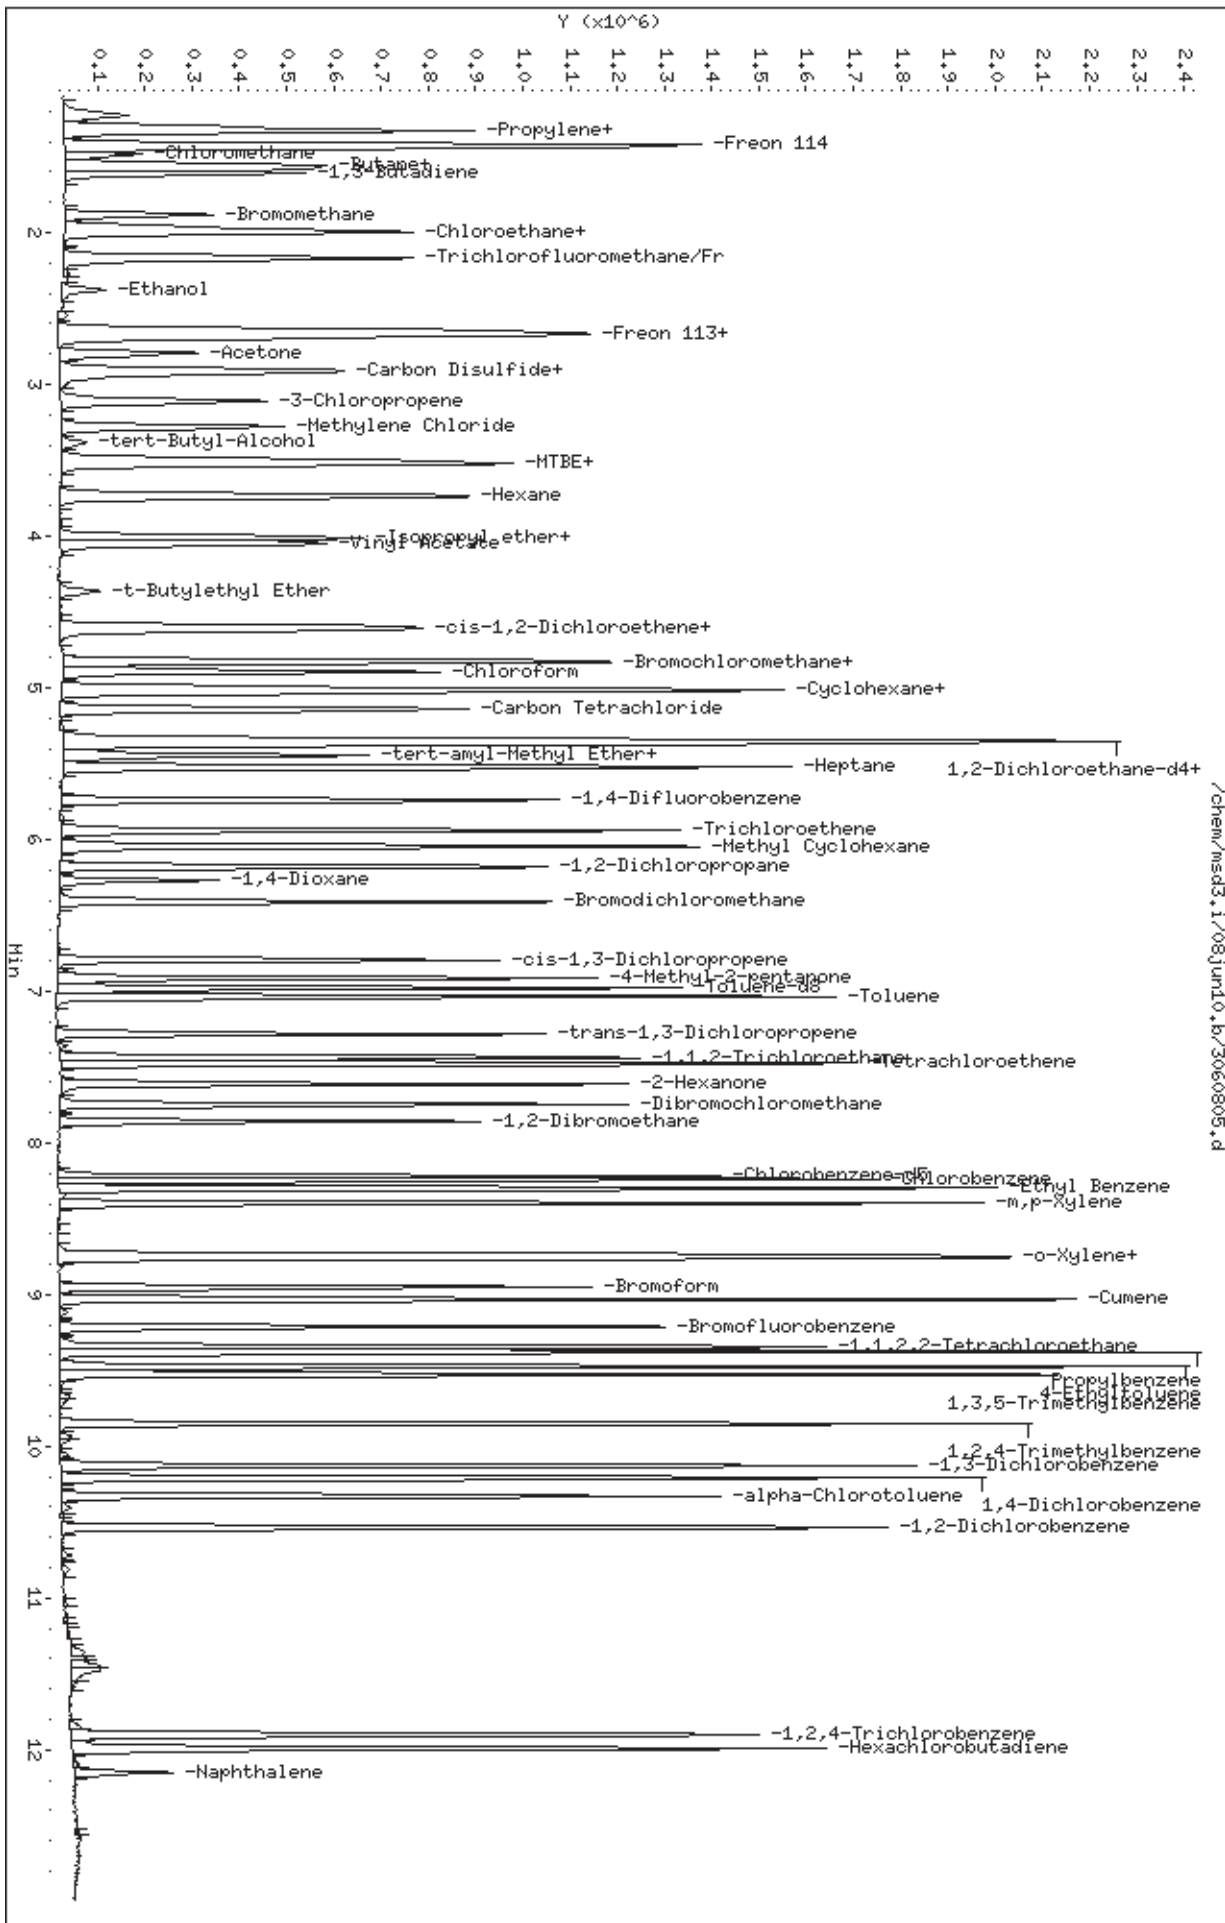 Y (x10^6)
0.1
0.2
0.3
0.4
0.5
0.6
0.7
0.8
0.9
1.0
1.1
1.2
1.3
1.4
1.5
1.6
1.7
1.8
1.9
2.0
2.1
2.2
2.3
2.4
-Propylene+
-Freon 114
-Chloromethane
-Butane+
-1,3-Butadiene
-Bromomethane
-Chloroethane+
-Trichlorofluoromethane/Fr
-Ethanol
-Freon 113+
-Acetone
-Carbon Disulfide+
-3-Chloropropene
-Methylene Chloride
-tert-Butyl-Alcohol
-MTBE+
-Hexane
-Isopropyl ether+
-Vinyl Acetate
-t-Butylethyl Ether
-cis-1,2-Dichloroethene+
-Bromochloromethane+
-Chloroform
-Cyclohexane+
-Carbon Tetrachloride
1,2-Dichloroethane-d4+
-tert-amyl-Methyl Ether+
-Heptane
-1,4-Difluorobenzene
-Trichloroethene
-Methyl Cyclohexane
-1,2-Dichloropropane
-1,4-Dioxane
-Bromodichloromethane
-cis-1,3-Dichloropropene
-4-Methyl-2-pentanone
-Toluene-d8
-Toluene
-trans-1,3-Dichloropropene
-1,1,2-Trichloroethane
-Tetrachloroethene
-2-Hexanone
-Dibromochloromethane
-1,2-Dibromoethane
-Chlorobenzene-d5
-Chlorobenzene
-Ethyl Benzene
-m,p-Xylene
-o-Xylene+
-Bromoform
-Cumene
-Bromofluorobenzene
-1,1,2,2-Tetrachloroethane
Propylbenzene
4-Ethyltoluene
1,3,5-Trimethylbenzene
1,2,4-Trimethylbenzene
-1,3-Dichlorobenzene
1,4-Dichlorobenzene
-alpha-Chlorotoluene
-1,2-Dichlorobenzene
-1,2,4-Trichlorobenzene
-Hexachlorobutadiene
-Naphthalene
2
3
4
5
6
7
8
9
10
11
12
Min
/chem/msd3.i/08jun10.b/3060805.d